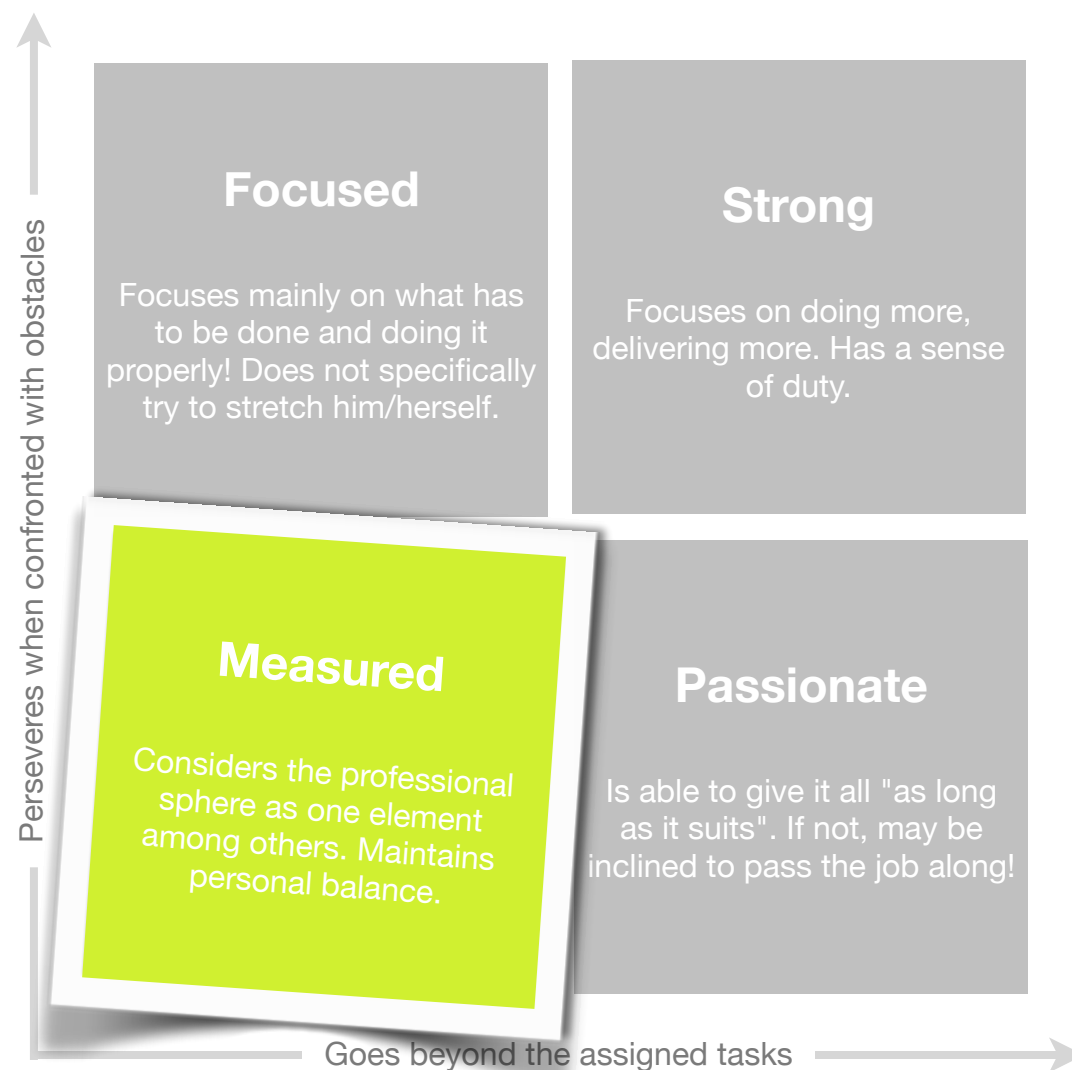 Perseveres when confronted with obstacles
Focused
Focuses mainly on what has
to be done and doing it
properly! Does not specifically
try to stretch him/herself.
Strong
Focuses on doing more,
delivering more. Has a sense
of duty.
Measured
Considers the professional
sphere as one element
among others. Maintains
personal balance.
Passionate
Is able to give it all "as long
as it suits". If not, may be
inclined to pass the job along!
Goes beyond the assigned tasks